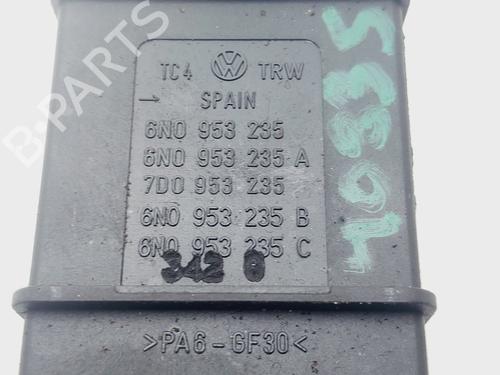 TC4 VW TRW
→ SPAIN
6N0 953 235
6N0 953 235 A
7D0 953 235
6N0 953 235 B
6N0 953 235 C
342 0
>PA6-GF30<
B-PARTS